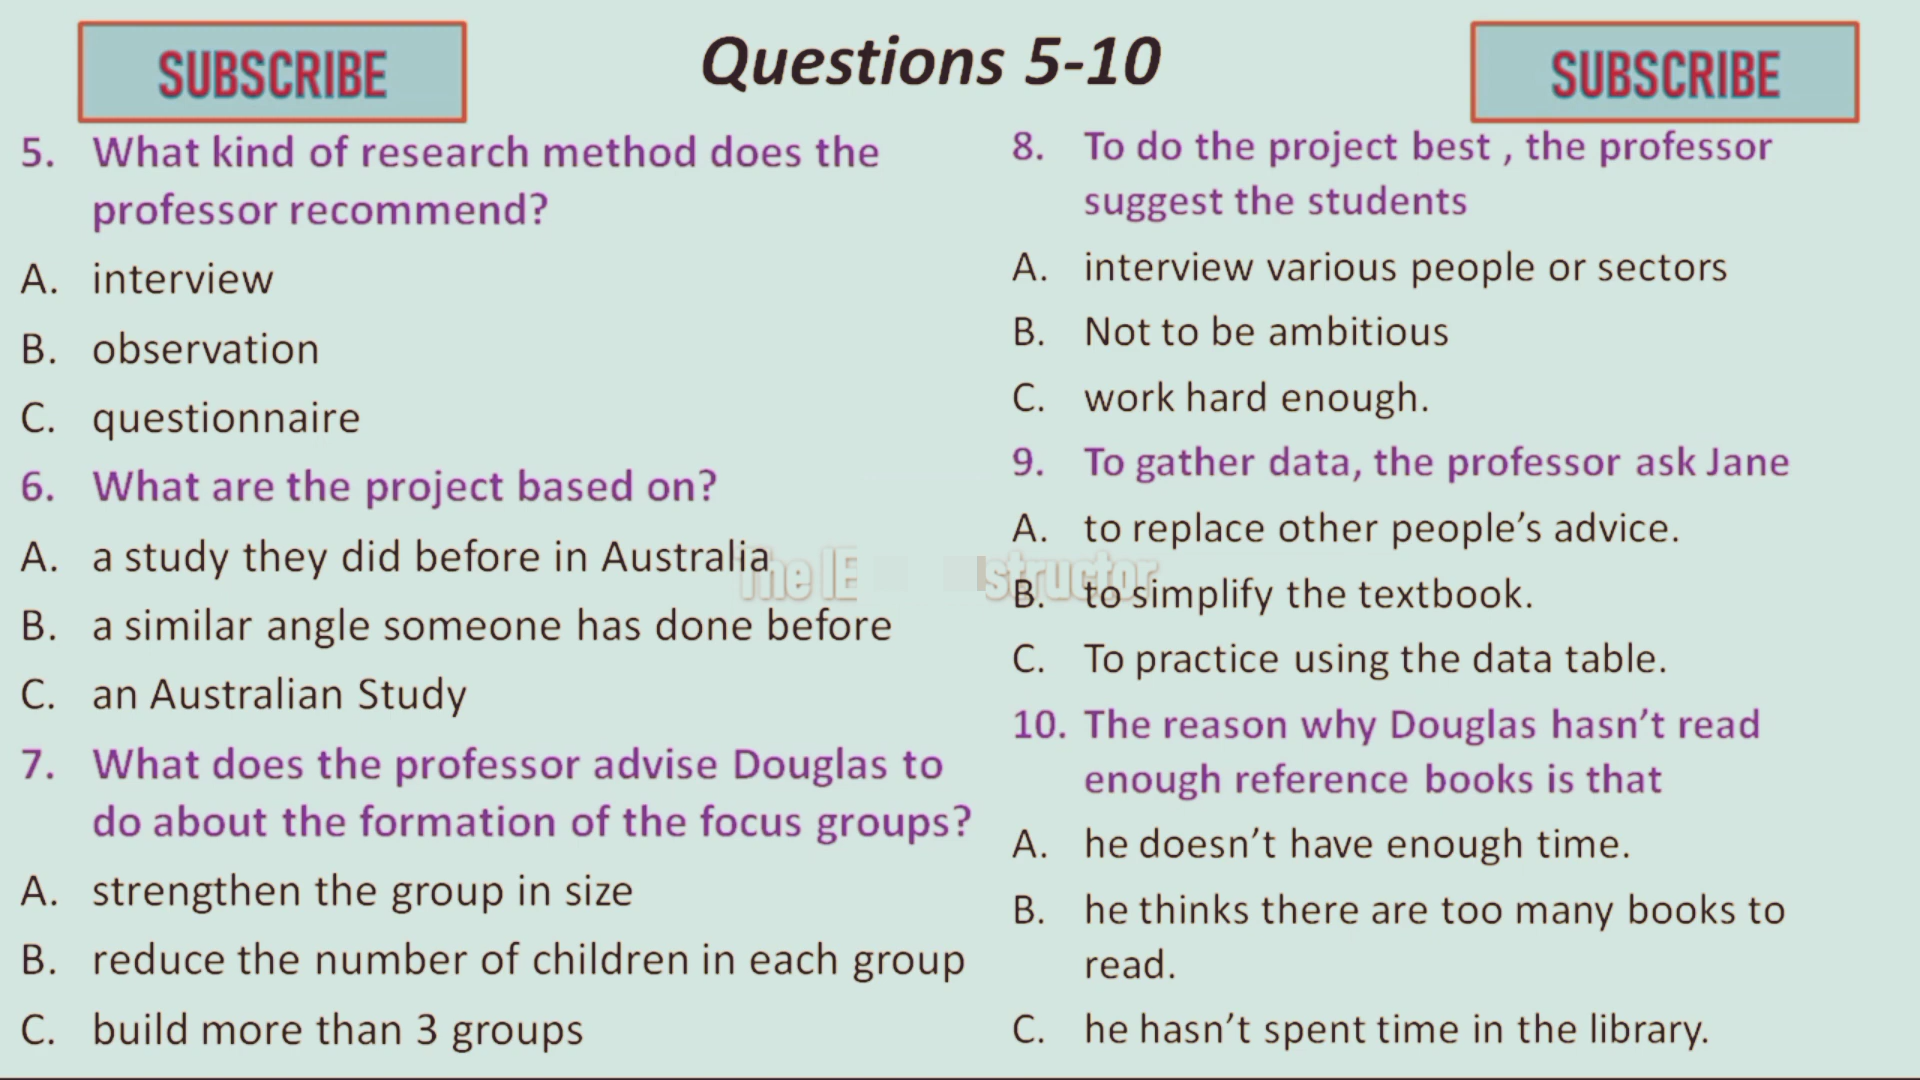 SUBSCRIBE
Questions 5-10
SUBSCRIBE
5. What kind of research method does the
professor recommend?
A. interview
B. observation
C. questionnaire
6. What are the project based on?
A. a study they did before in Australia
B. a similar angle someone has done before
C. an Australian Study
7. What does the professor advise Douglas to
do about the formation of the focus groups?
A. strengthen the group in size
B. reduce the number of children in each group
C. build more than 3 groups
8. To do the project best , the professor
suggest the students
A. interview various people or sectors
B. Not to be ambitious
C. work hard enough.
9. To gather data, the professor ask Jane
A. to replace other people’s advice.
B. to simplify the textbook.
C. To practice using the data table.
10. The reason why Douglas hasn’t read
enough reference books is that
A. he doesn’t have enough time.
B. he thinks there are too many books to
read.
C. he hasn’t spent time in the library.
The